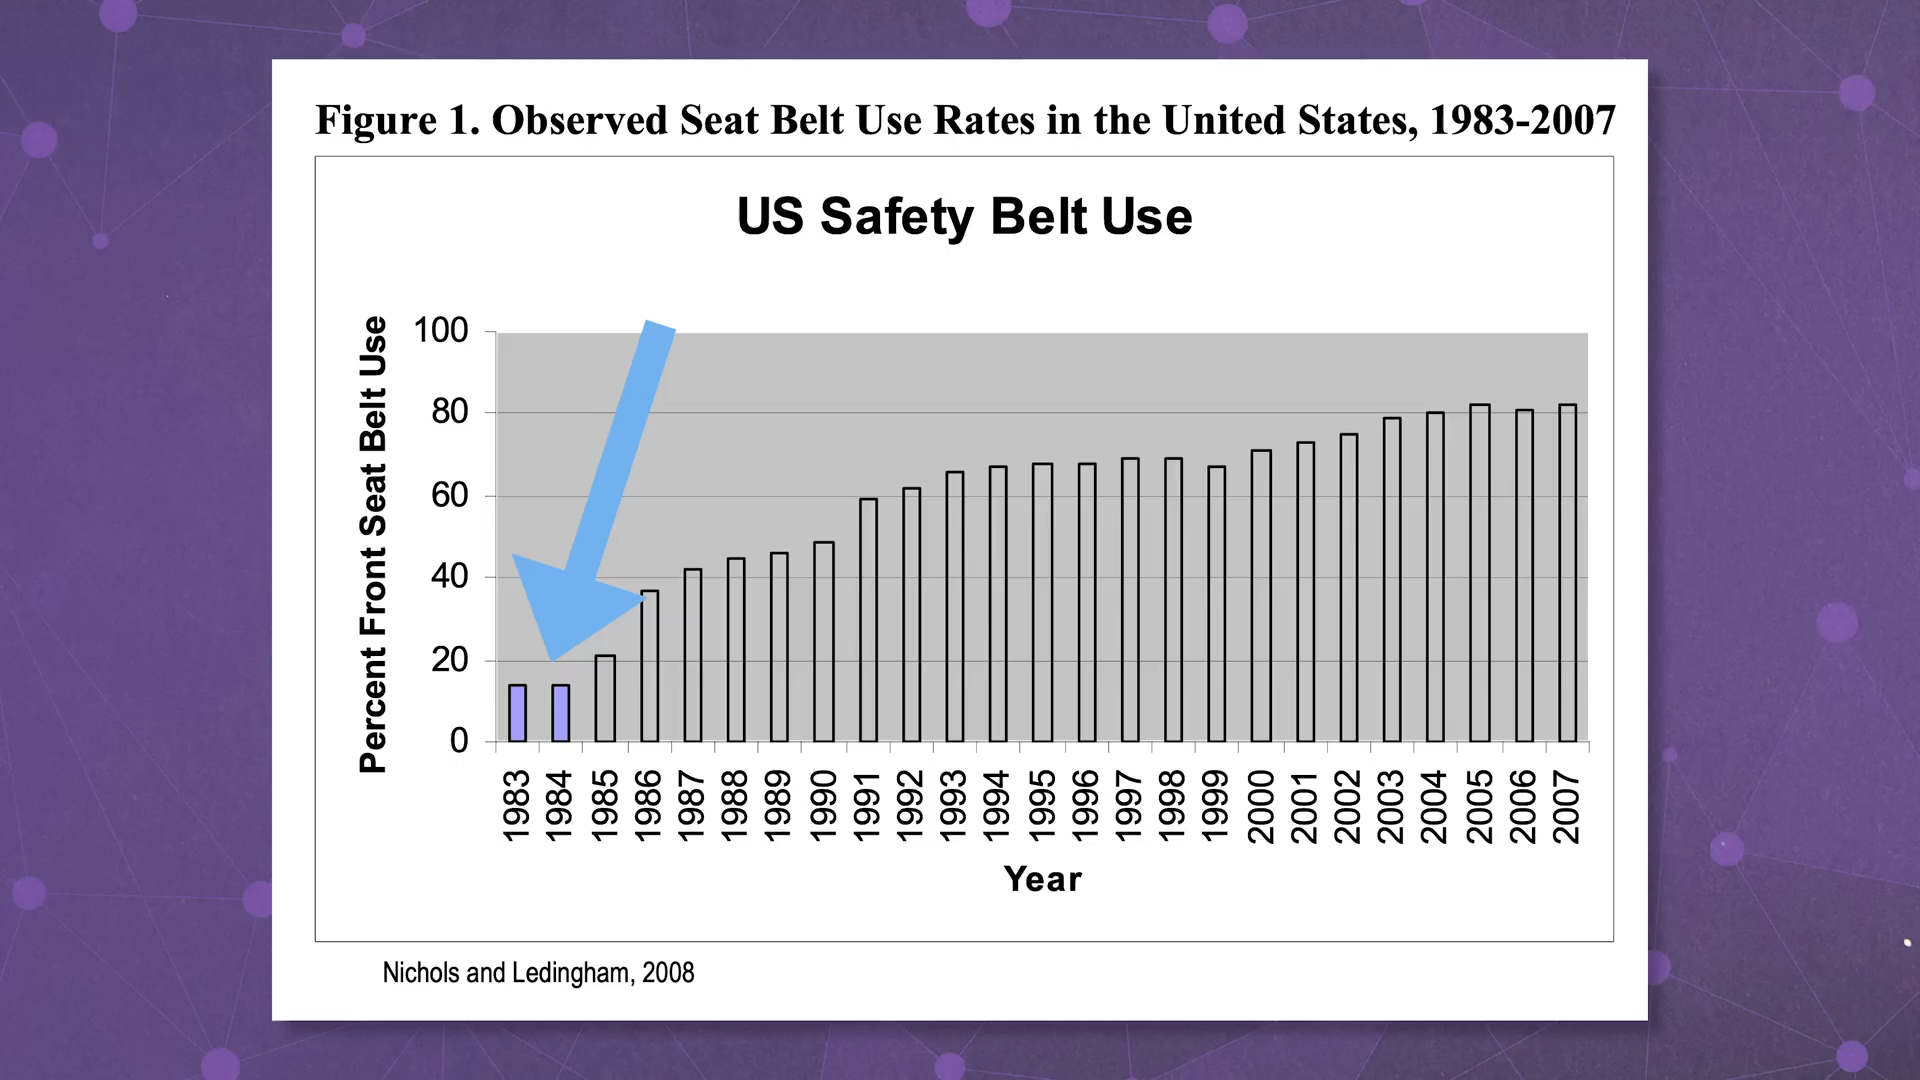 Figure 1. Observed Seat Belt Use Rates in the United States, 1983-2007
US Safety Belt Use
Percent Front Seat Belt Use
100
80
60
40
20
0
1983 1984 1985 1986 1987 1988 1989 1990 1991 1992 1993 1994 1995 1996 1997 1998 1999 2000 2001 2002 2003 2004 2005 2006 2007
Year
Nichols and Ledingham, 2008